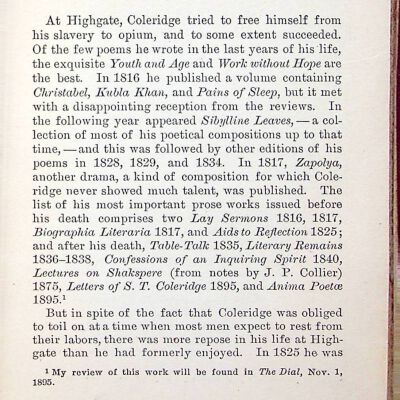 At Highgate, Coleridge tried to free himself from
his slavery to opium, and to some extent succeeded.
Of the few poems he wrote in the last years of his life,
the exquisite Youth and Age and Work without Hope are
the best. In 1816 he published a volume containing
Christabel, Kubla Khan, and Pains of Sleep, but it met
with a disappointing reception from the reviews. In
the following year appeared Sibylline Leaves, — a col-
lection of most of his poetical compositions up to that
time, — and this was followed by other editions of his
poems in 1828, 1829, and 1834. In 1817, Zapolya,
another drama, a kind of composition for which Cole-
ridge never showed much talent, was published. The
list of his most important prose works issued before
his death comprises two Lay Sermons 1816, 1817,
Biographia Literaria 1817, and Aids to Reflection 1825;
and after his death, Table-Talk 1835, Literary Remains
1836–1838, Confessions of an Inquiring Spirit 1840,
Lectures on Shakspere (from notes by J. P. Collier)
1875, Letters of S. T. Coleridge 1895, and Anima Poetæ
1895.¹
But in spite of the fact that Coleridge was obliged
to toil on at a time when most men expect to rest from
their labors, there was more repose in his life at High-
gate than he had formerly enjoyed. In 1825 he was
¹ My review of this work will be found in The Dial, Nov. 1,
1895.